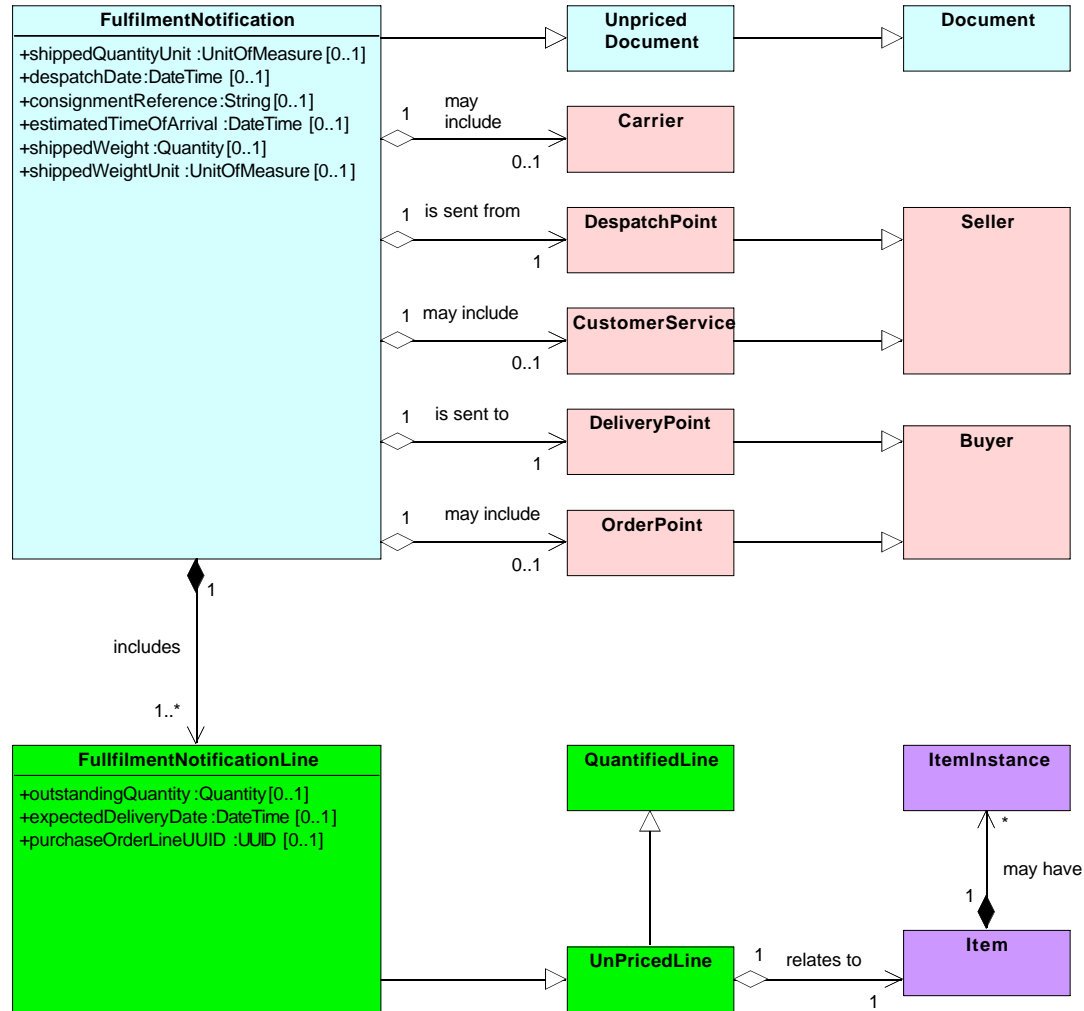 FulfilmentNotification
+shippedQuantityUnit :UnitOfMeasure [0..1]
+despatchDate:DateTime [0..1]
+consignmentReference:String[0..1]
+estimatedTimeOfArrival :DateTime [0..1]
+shippedWeight :Quantity[0..1]
+shippedWeightUnit :UnitOfMeasure [0..1]
Unpriced
Document
Document
1
may
include
0..1
Carrier
1
is sent from
1
DespatchPoint
Seller
1
may include
0..1
CustomerService
1
is sent to
1
DeliveryPoint
Buyer
1
may include
0..1
OrderPoint
1
includes
1..*
FullfilmentNotificationLine
+outstandingQuantity :Quantity[0..1]
+expectedDeliveryDate :DateTime [0..1]
+purchaseOrderLineUUID :UUID [0..1]
QuantifiedLine
ItemInstance
*
may have
1
UnPricedLine
1
relates to
1
Item